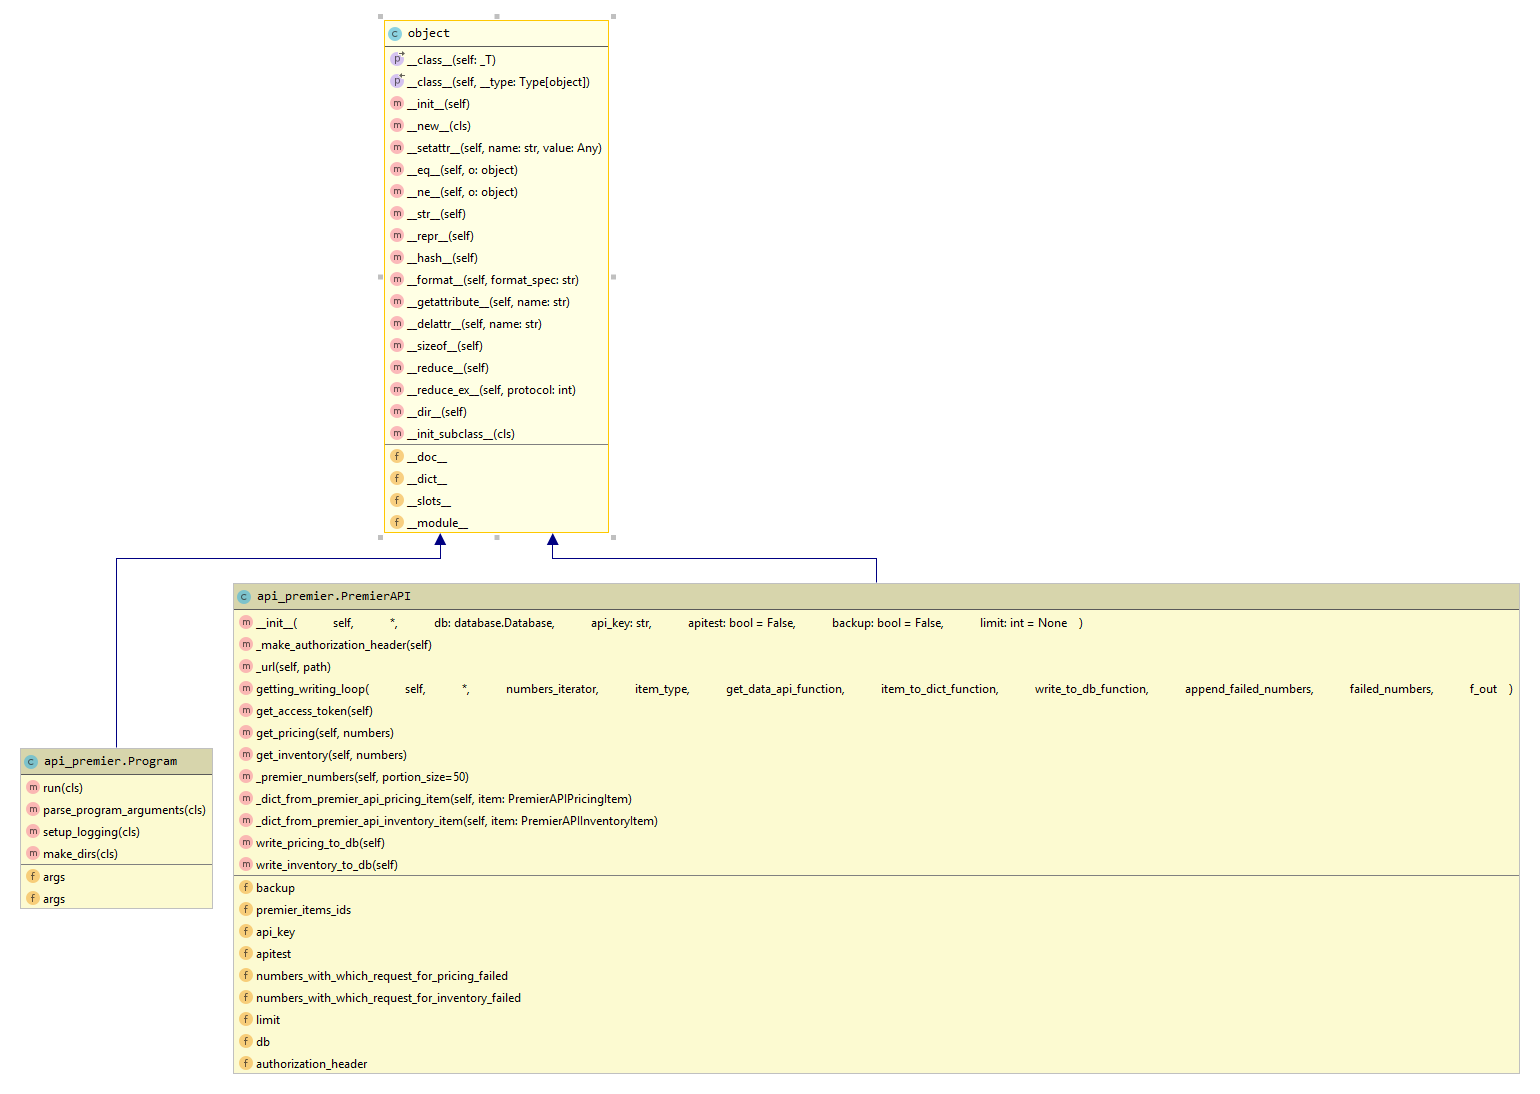 c object
p __class__(self: _T)
p __class__(self, __type: Type[object])
m __init__(self)
m __new__(cls)
m __setattr__(self, name: str, value: Any)
m __eq__(self, o: object)
m __ne__(self, o: object)
m __str__(self)
m __repr__(self)
m __hash__(self)
m __format__(self, format_spec: str)
m __getattribute__(self, name: str)
m __delattr__(self, name: str)
m __sizeof__(self)
m __reduce__(self)
m __reduce_ex__(self, protocol: int)
m __dir__(self)
m __init_subclass__(cls)
f __doc__
f __dict__
f __slots__
f __module__
c api_premier.Program
m run(cls)
m parse_program_arguments(cls)
m setup_logging(cls)
m make_dirs(cls)
f args
f args
c api_premier.PremierAPI
m __init__( self, *, db: database.Database, api_key: str, apitest: bool = False, backup: bool = False, limit: int = None )
m _make_authorization_header(self)
m _url(self, path)
m getting_writing_loop( self, *, numbers_iterator, item_type, get_data_api_function, item_to_dict_function, write_to_db_function, append_failed_numbers, failed_numbers, f_out )
m get_access_token(self)
m get_pricing(self, numbers)
m get_inventory(self, numbers)
m _premier_numbers(self, portion_size=50)
m _dict_from_premier_api_pricing_item(self, item: PremierAPIPricingItem)
m _dict_from_premier_api_inventory_item(self, item: PremierAPIInventoryItem)
m write_pricing_to_db(self)
m write_inventory_to_db(self)
f backup
f premier_items_ids
f api_key
f apitest
f numbers_with_which_request_for_pricing_failed
f numbers_with_which_request_for_inventory_failed
f limit
f db
f authorization_header